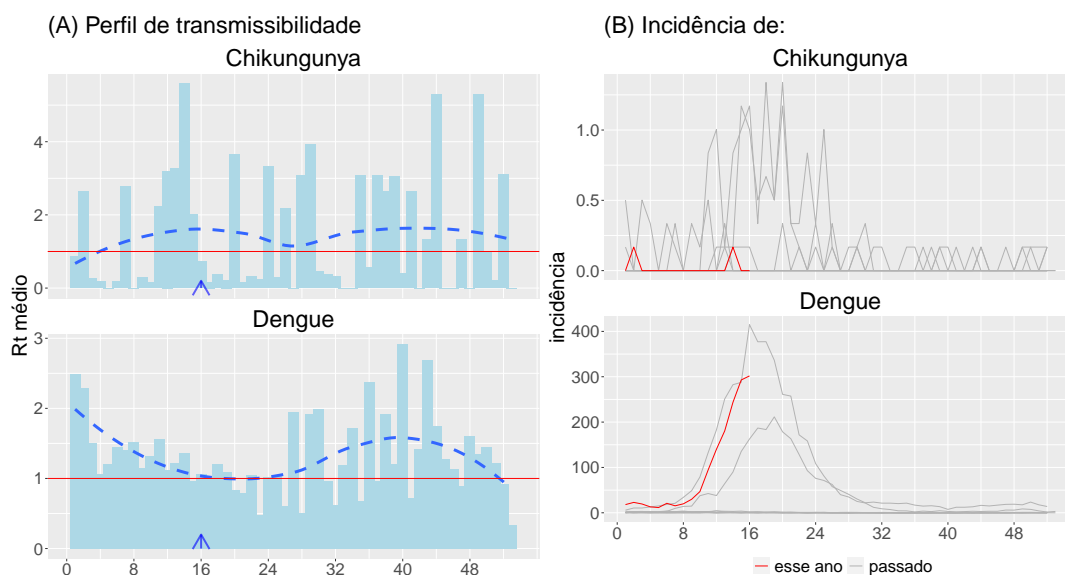 (A) Perfil de transmissibilidade
Chikungunya
4
2
0
Dengue
3
2
1
0
0 8 16 24 32 40 48
Rt médio
(B) Incidência de:
Chikungunya
1.0
0.5
0.0
Dengue
400
300
200
100
0
0 8 16 24 32 40 48
incidência
esse ano passado